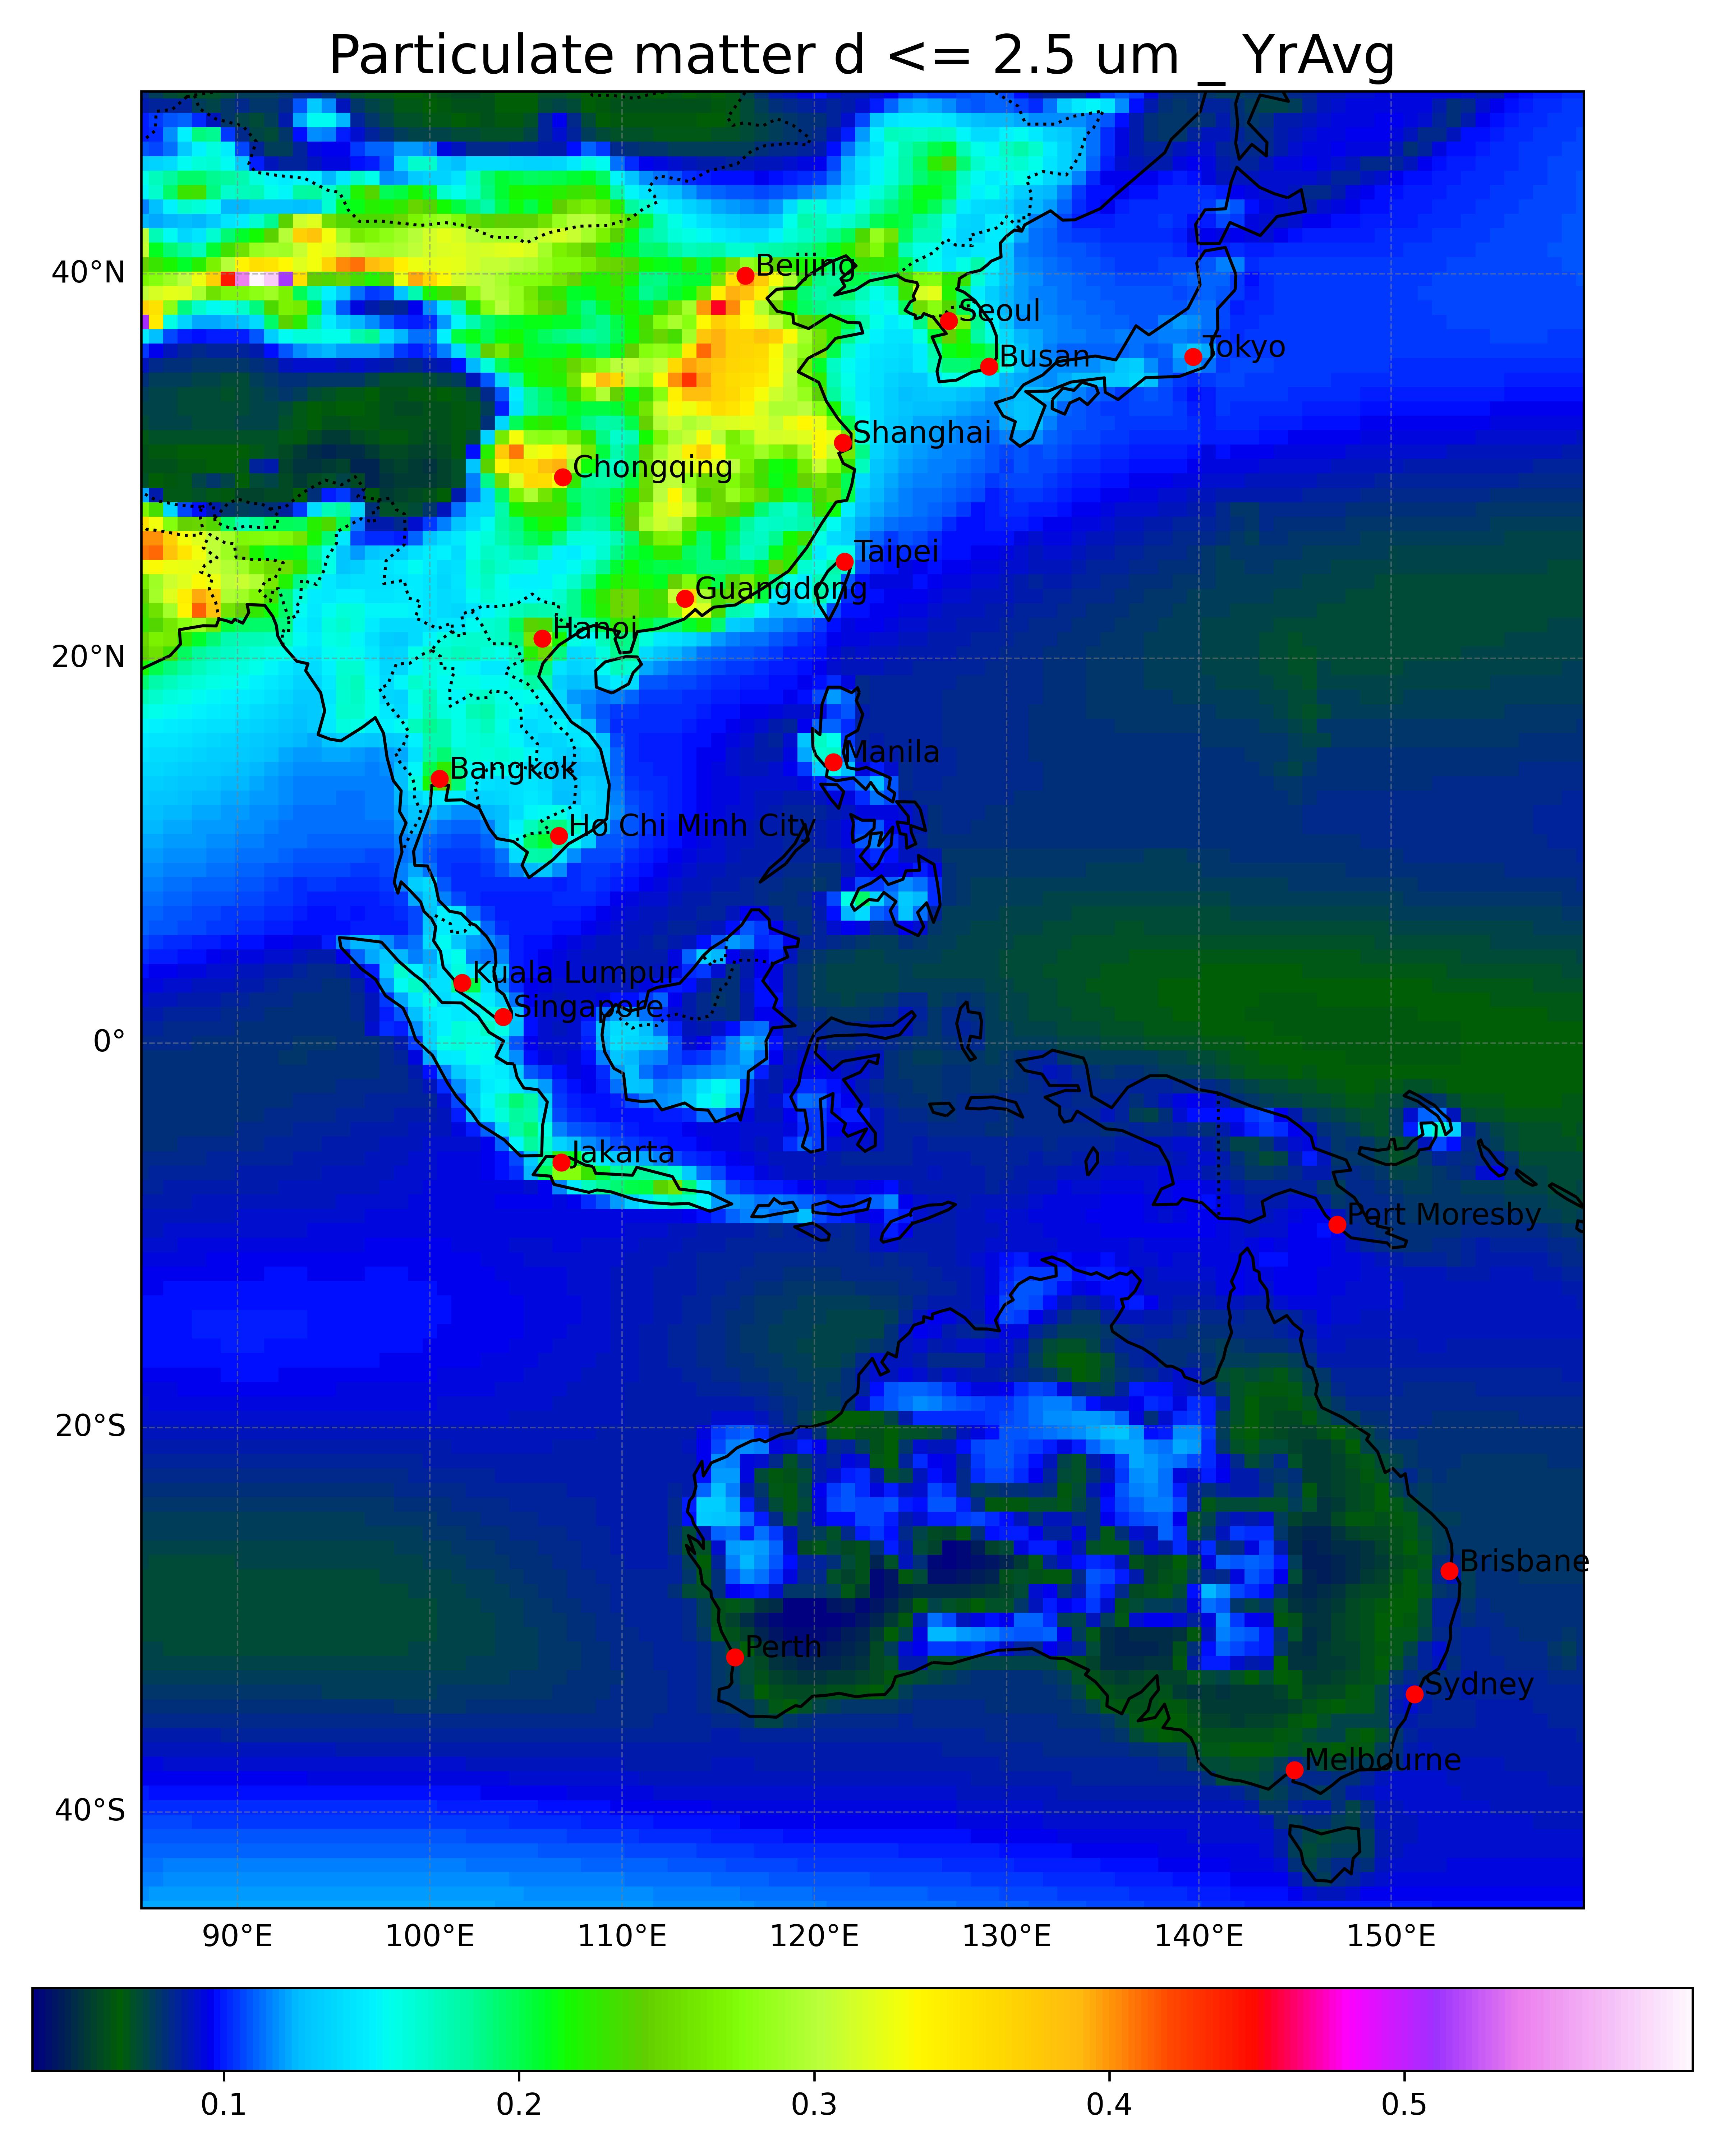 Particulate matter d <= 2.5 um _ YrAvg
40°N
20°N
0°
20°S
40°S
Beijing
Seoul
Tokyo
Busan
Shanghai
Chongqing
Taipei
Guangdong
Hanoi
Manila
Bangkok
Ho Chi Minh City
Kuala Lumpur
Singapore
Jakarta
Port Moresby
Brisbane
Perth
Sydney
Melbourne
90°E 100°E 110°E 120°E 130°E 140°E 150°E
0.1 0.2 0.3 0.4 0.5